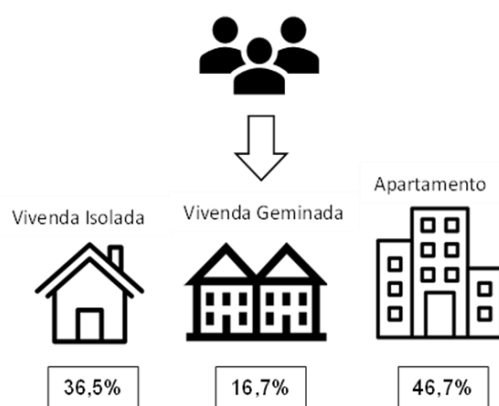 Vivenda Isolada
Vivenda Geminada
Apartamento
36,5%
16,7%
46,7%